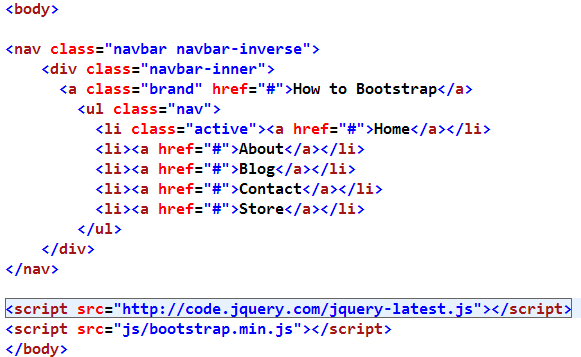 <body>
<nav class="navbar navbar-inverse">
<div class="navbar-inner">
<a class="brand" href="#">How to Bootstrap</a>
<ul class="nav">
<li class="active"><a href="#">Home</a></li>
<li><a href="#">About</a></li>
<li><a href="#">Blog</a></li>
<li><a href="#">Contact</a></li>
<li><a href="#">Store</a></li>
</ul>
</div>
</nav>
<script src="http://code.jquery.com/jquery-latest.js"></script>
<script src="js/bootstrap.min.js"></script>
</body>